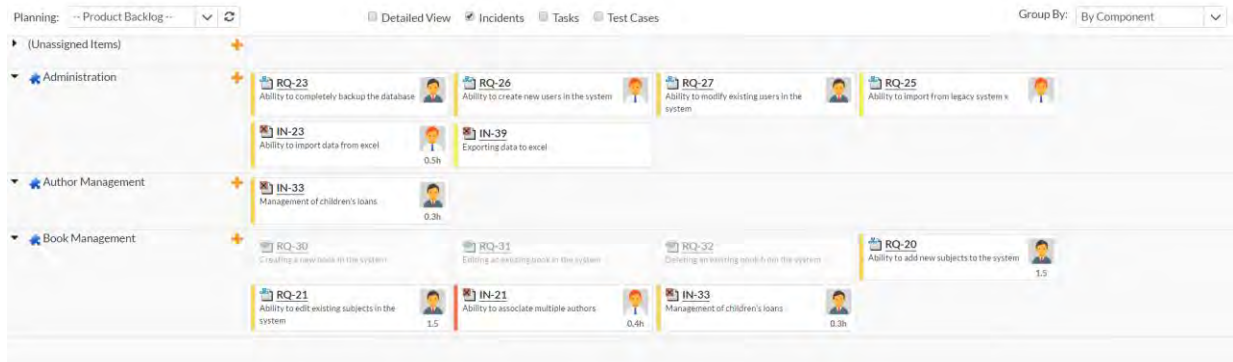 Planning: -- Product Backlog -- Detailed View Incidents Tasks Test Cases Group By: By Component
(Unassigned Items)
Administration
RQ-23
Ability to completely backup the database
RQ-26
Ability to create new users in the system
RQ-27
Ability to modify existing users in the
system
RQ-25
Ability to import from legacy system x
IN-23
Ability to import data from excel
0.5h
IN-39
Exporting data to excel
Author Management
IN-33
Management of children's loans
0.3h
Book Management
RQ-30
Creating a new book in the system
RQ-31
Editing an existing book in the system
RQ-32
Deleting an existing book in the system
RQ-20
Ability to add new subjects to the system
1.5
RQ-21
Ability to edit existing subjects in the
system
1.5
IN-21
Ability to associate multiple authors
0.4h
IN-33
Management of children's loans
0.3h